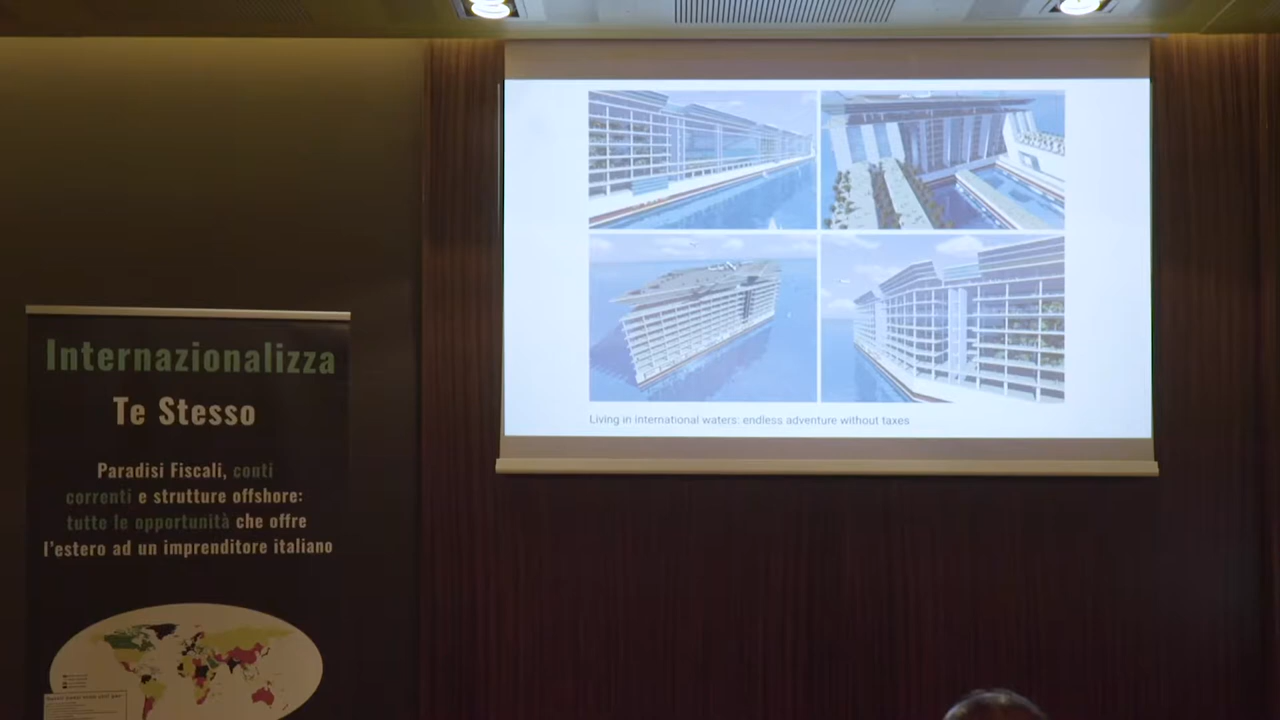 Internazionalizza
Te Stesso
Paradisi Fiscali, conti
correnti e strutture offshore:
tutte le opportunità che offre
l'estero ad un imprenditore italiano
Living in international waters: endless adventure without taxes